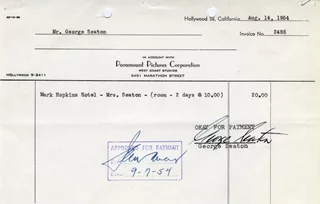 Hollywood 38, California Aug. 14, 1954
Mr. George Seaton
Invoice No. 2488
IN ACCOUNT WITH
Paramount Pictures Corporation
WEST COAST STUDIOS
5451 MARATHON STREET
HOLLYWOOD 9-2411
Mark Hopkins Hotel - Mrs. Seaton - (room - 2 days @ 10.00) 20.00
OKAY FOR PAYMENT
George Seaton
George Seaton
APPROVED FOR PAYMENT
9-7-54